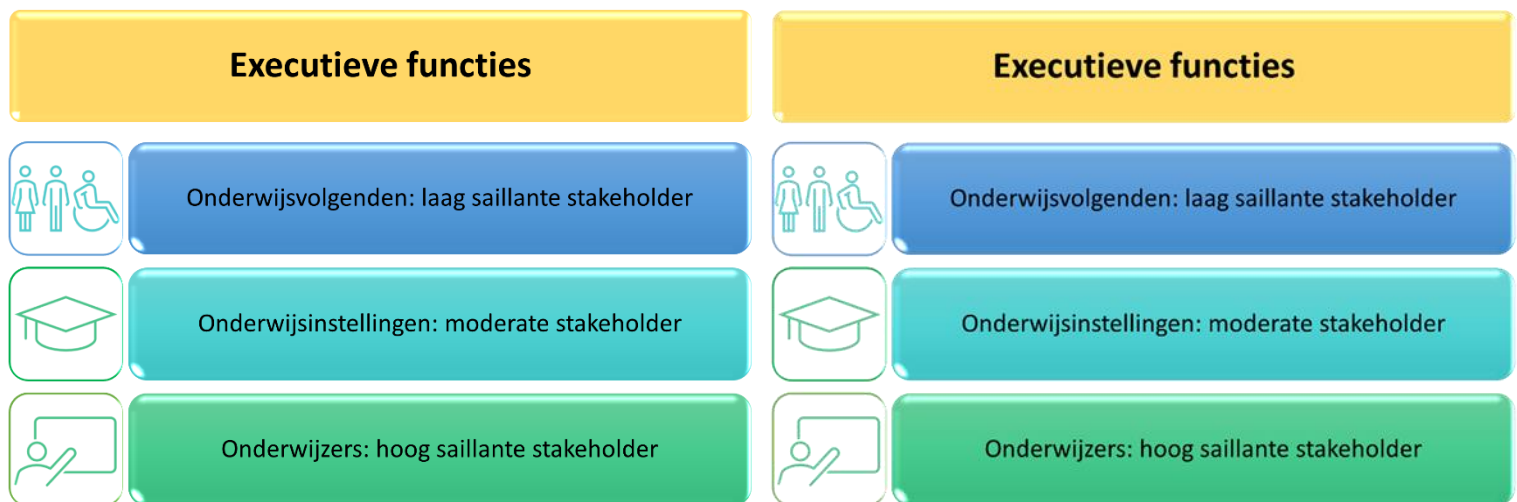 Executieve functies
Onderwijsvolgenden: laag saillante stakeholder
Onderwijsinstellingen: moderate stakeholder
Onderwijzers: hoog saillante stakeholder
Executieve functies
Onderwijsvolgenden: laag saillante stakeholder
Onderwijsinstellingen: moderate stakeholder
Onderwijzers: hoog saillante stakeholder